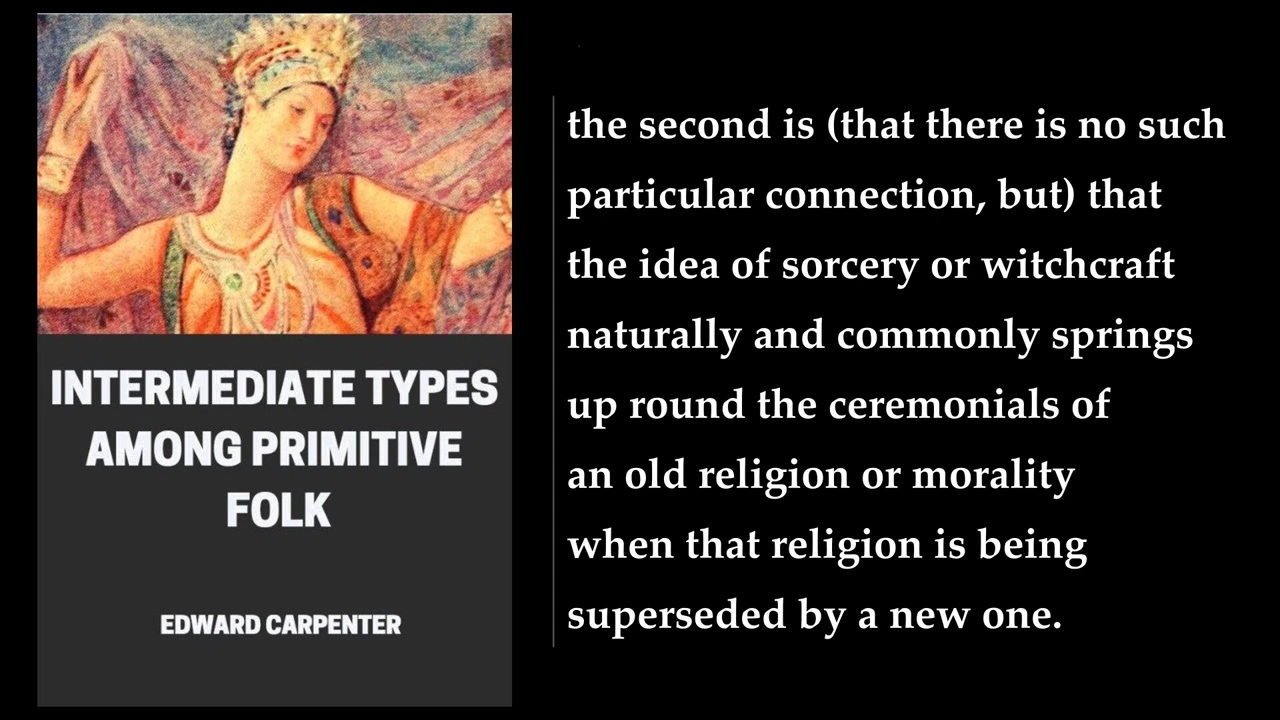 INTERMEDIATE TYPES
AMONG PRIMITIVE
FOLK
EDWARD CARPENTER
the second is (that there is no such
particular connection, but) that
the idea of sorcery or witchcraft
naturally and commonly springs
up round the ceremonials of
an old religion or morality
when that religion is being
superseded by a new one.